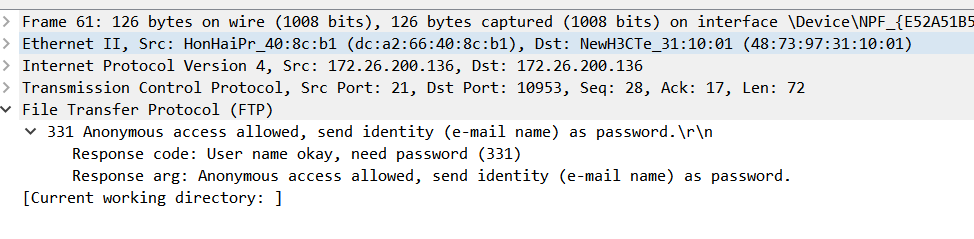 Frame 61: 126 bytes on wire (1008 bits), 126 bytes captured (1008 bits) on interface \Device\NPF_{E52A51B5
Ethernet II, Src: HonHaiPr_40:8c:b1 (dc:a2:66:40:8c:b1), Dst: NewH3CTe_31:10:01 (48:73:97:31:10:01)
Internet Protocol Version 4, Src: 172.26.200.136, Dst: 172.26.200.136
Transmission Control Protocol, Src Port: 21, Dst Port: 10953, Seq: 28, Ack: 17, Len: 72
File Transfer Protocol (FTP)
331 Anonymous access allowed, send identity (e-mail name) as password.\r\n
Response code: User name okay, need password (331)
Response arg: Anonymous access allowed, send identity (e-mail name) as password.
[Current working directory: ]